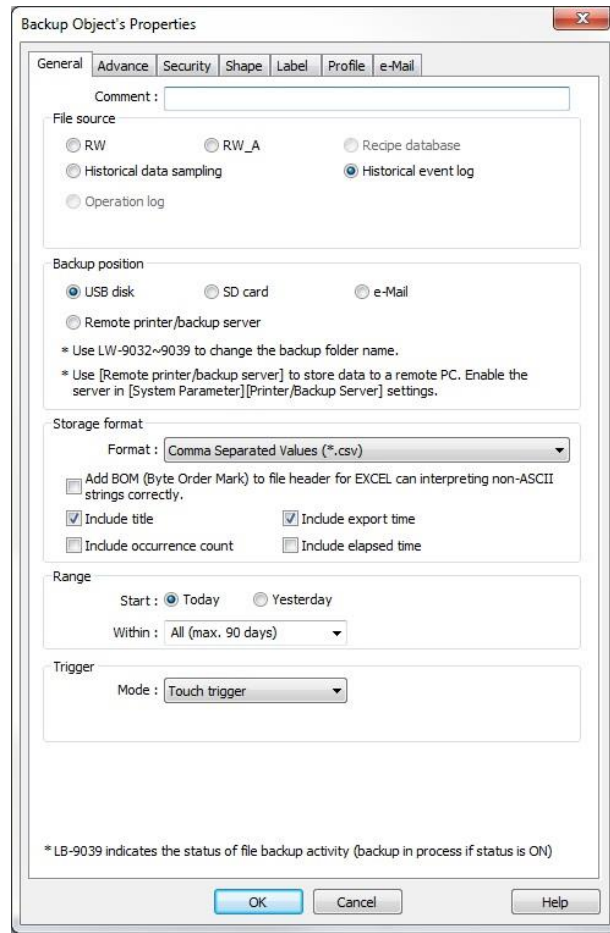 Backup Object's Properties
General Advance Security Shape Label Profile e-Mail
Comment :
File source
RW RW_A Recipe database
Historical data sampling Historical event log
Operation log
Backup position
USB disk SD card e-Mail
Remote printer/backup server
* Use LW-9032~9039 to change the backup folder name.
* Use [Remote printer/backup server] to store data to a remote PC. Enable the
server in [System Parameter][Printer/Backup Server] settings.
Storage format
Format : Comma Separated Values (*.csv)
Add BOM (Byte Order Mark) to file header for EXCEL can interpreting non-ASCII
strings correctly.
Include title Include export time
Include occurrence count Include elapsed time
Range
Start : Today Yesterday
Within : All (max. 90 days)
Trigger
Mode : Touch trigger
* LB-9039 indicates the status of file backup activity (backup in process if status is ON)
OK Cancel Help